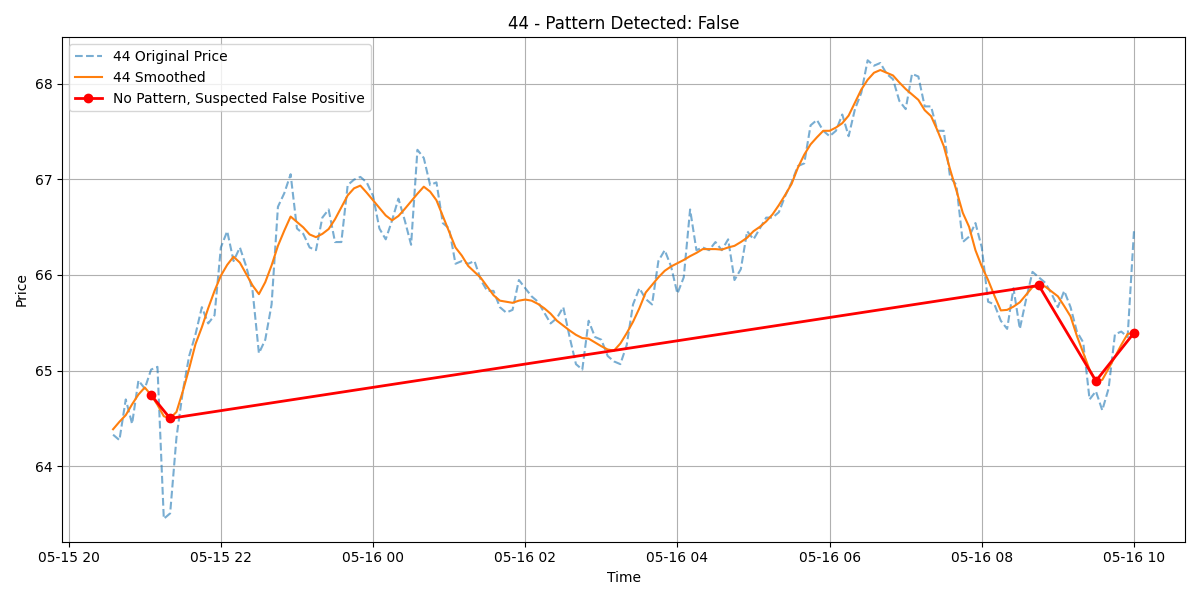 44 - Pattern Detected: False
44 Original Price
44 Smoothed
No Pattern, Suspected False Positive
Price
68
67
66
65
64
05-15 20
05-15 22
05-16 00
05-16 02
05-16 04
05-16 06
05-16 08
05-16 10
Time